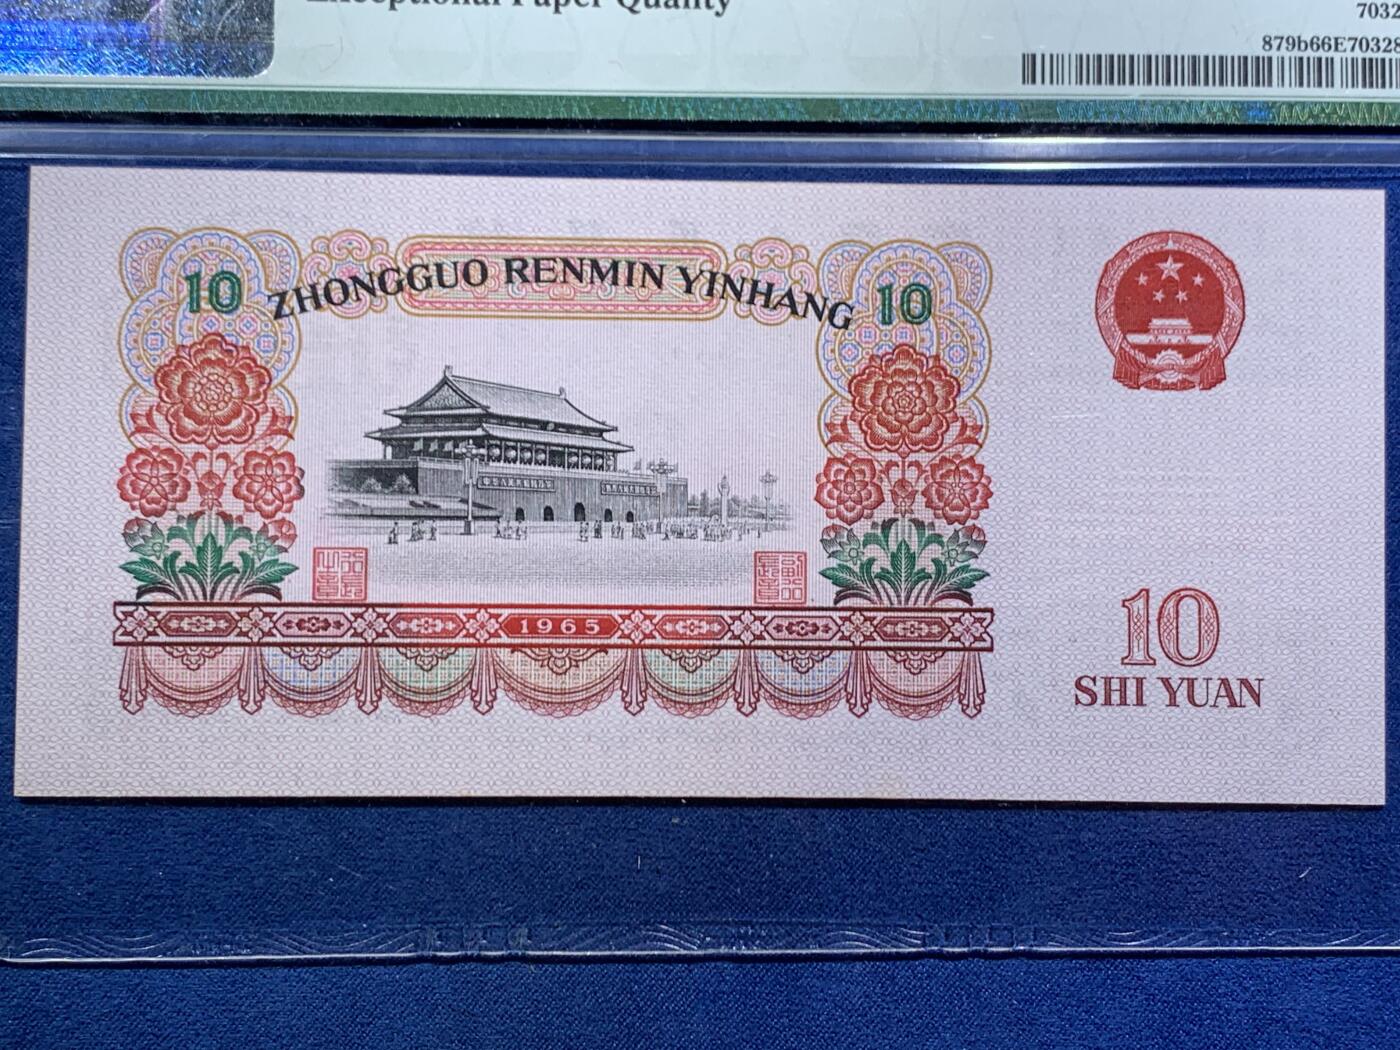 Exceptional Paper Quality
7032
879b66E70328
10 ZHONGGUO RENMIN YINHANG 10
1965
10
SHI YUAN